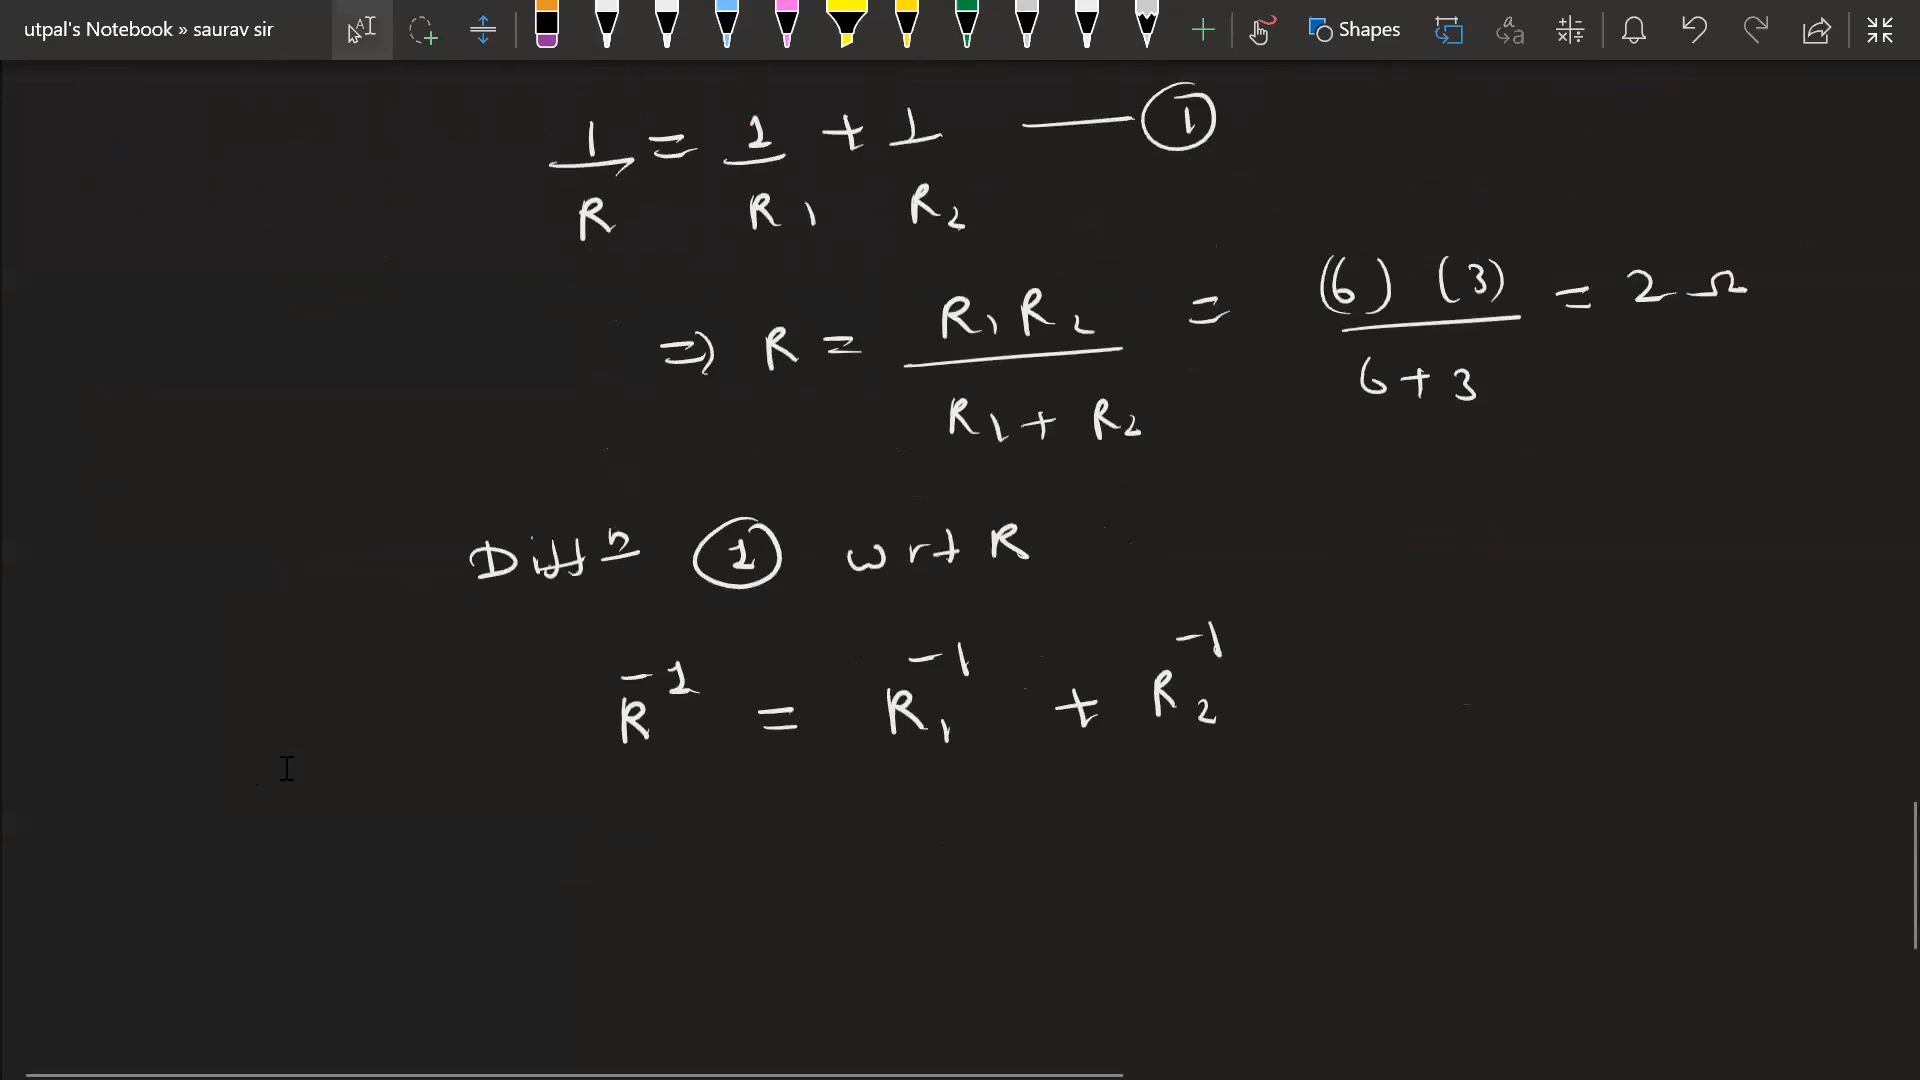 utpal's Notebook » saurav sir Shapes
1/R = 1/R₁ + 1/R₂ —— ①
⇒ R = R₁R₂/(R₁ + R₂) = (6)(3)/(6 + 3) = 2 Ω
Diffⁿ ① wrt R
R⁻¹ = R₁⁻¹ + R₂⁻¹